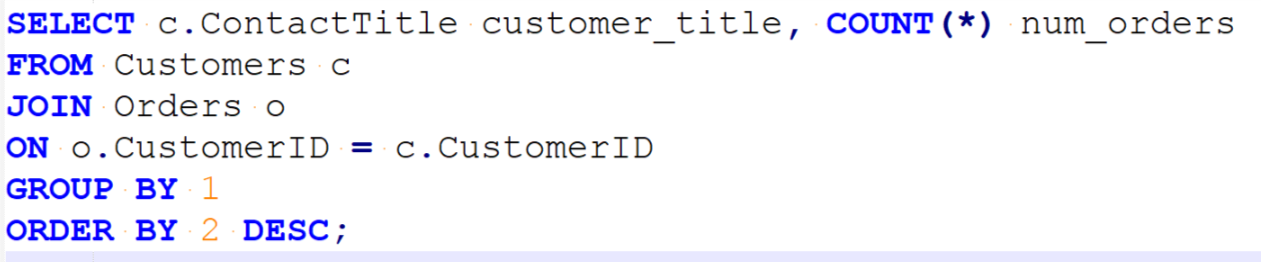 SELECT c.ContactTitle customer_title, COUNT(*) num_orders
FROM Customers c
JOIN Orders o
ON o.CustomerID = c.CustomerID
GROUP BY 1
ORDER BY 2 DESC;